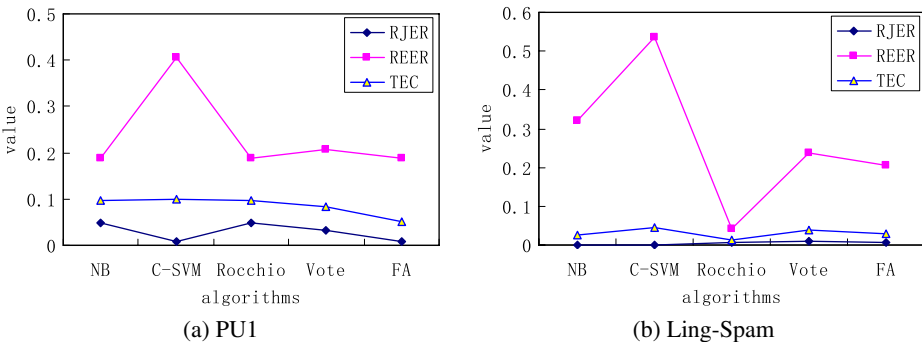 0.5
0.4
0.3
0.2
0.1
0
value
RJER
REER
TEC
NB C-SVM Rocchio Vote FA
algorithms
(a) PU1
0.6
0.5
0.4
0.3
0.2
0.1
0
value
RJER
REER
TEC
NB C-SVM Rocchio Vote FA
algorithms
(b) Ling-Spam